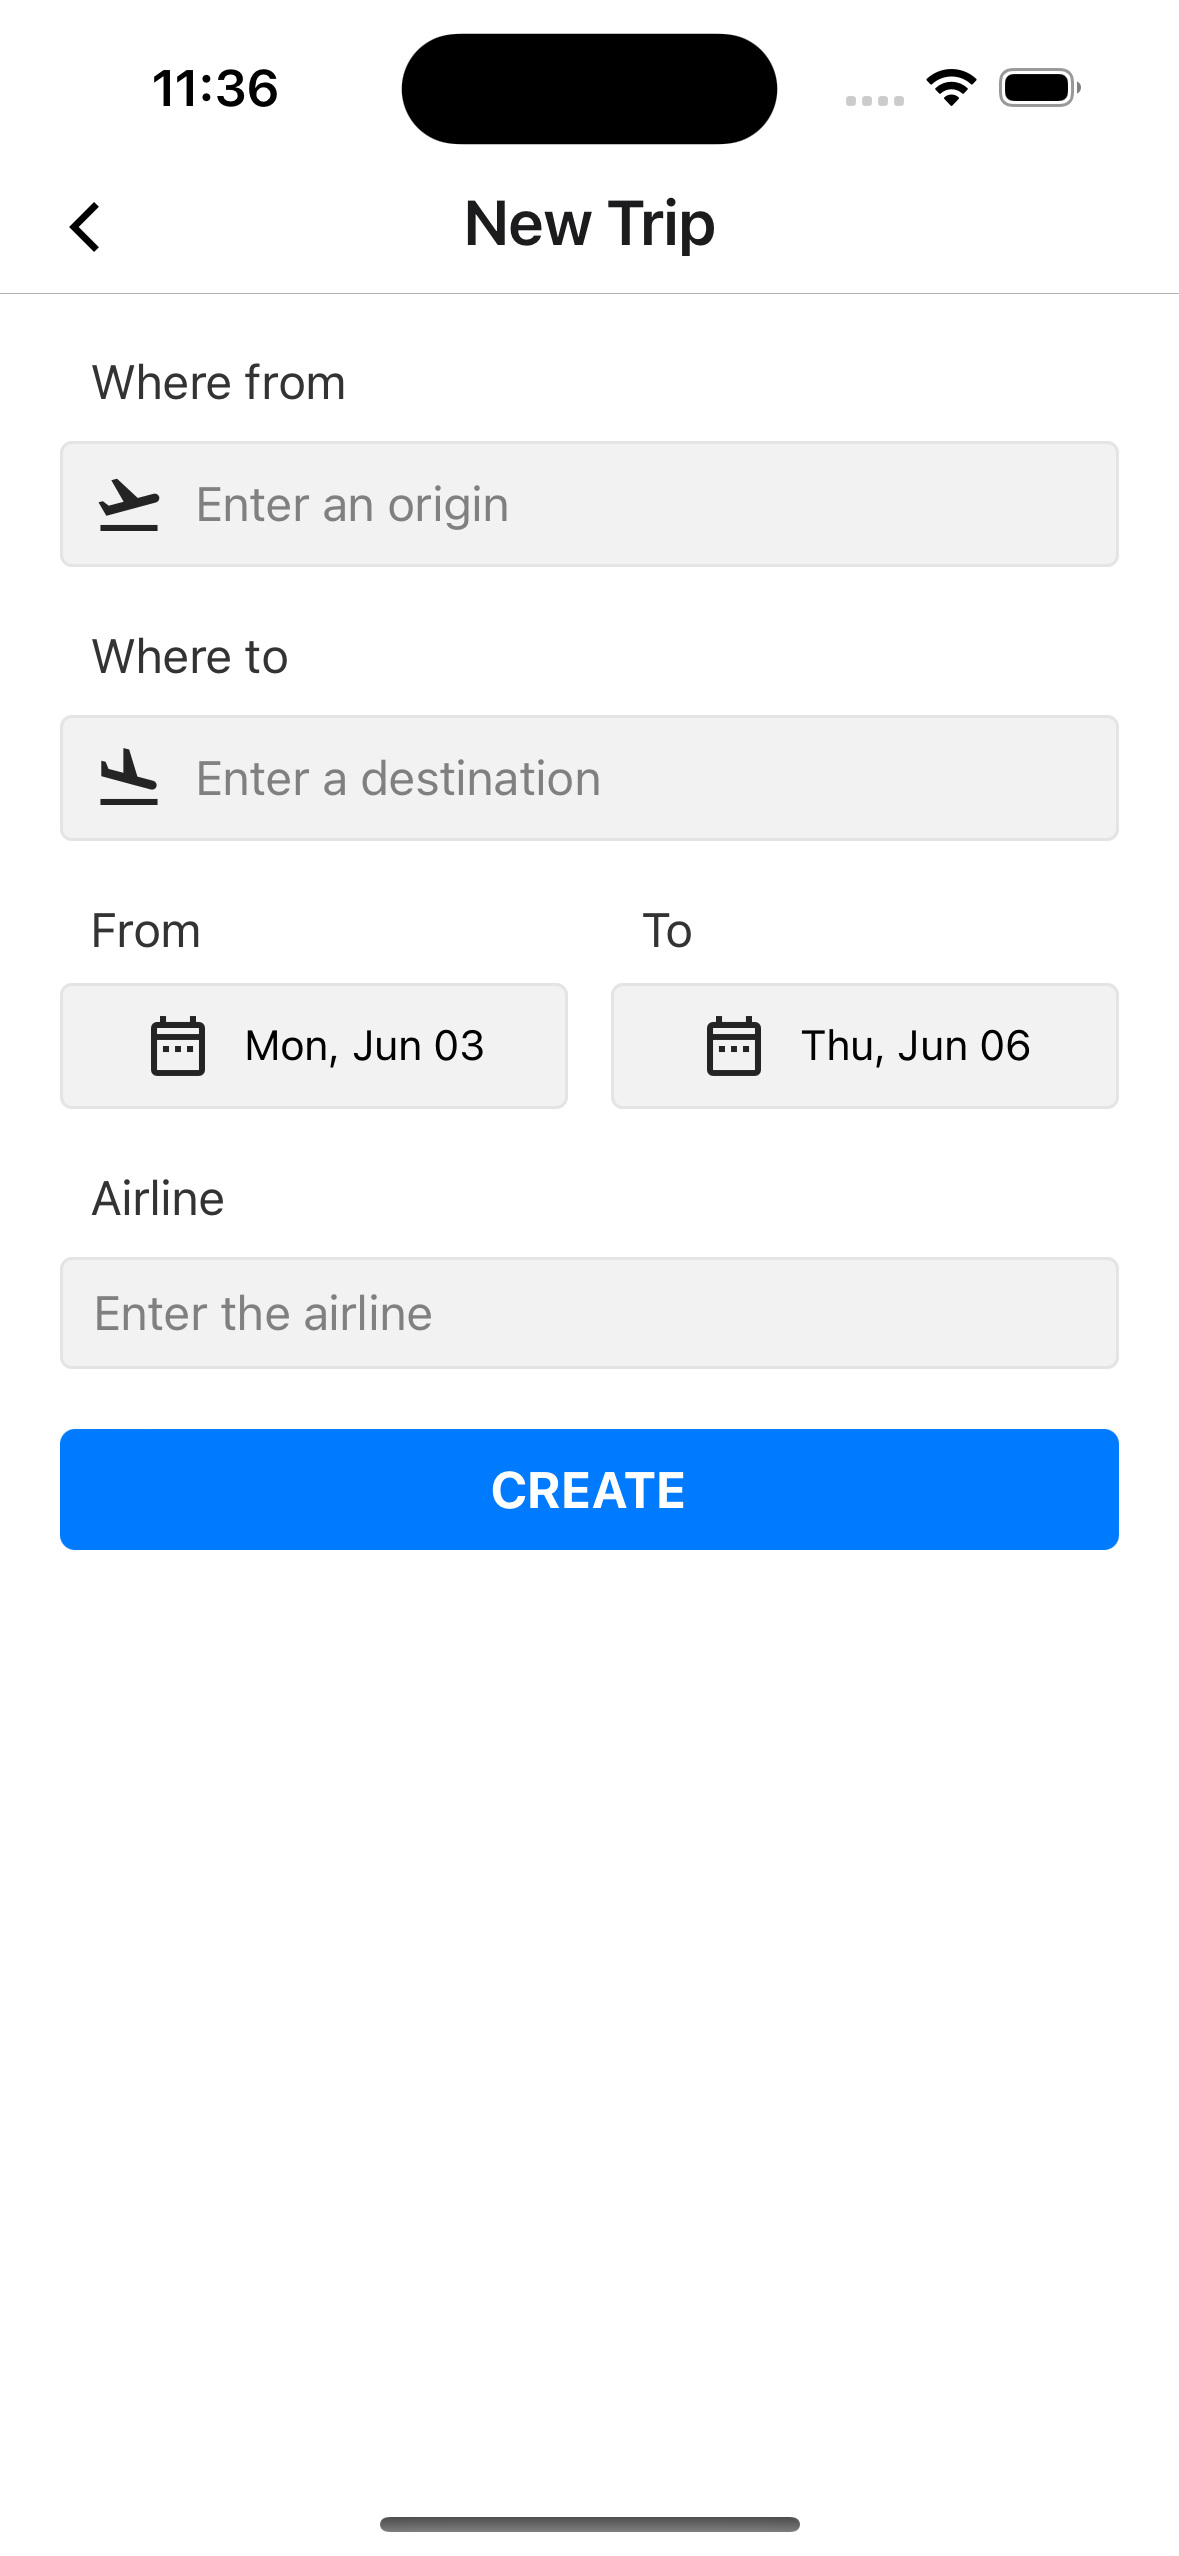 11:36
New Trip
Where from
Enter an origin
Where to
Enter a destination
From To
Mon, Jun 03 Thu, Jun 06
Airline
Enter the airline
CREATE